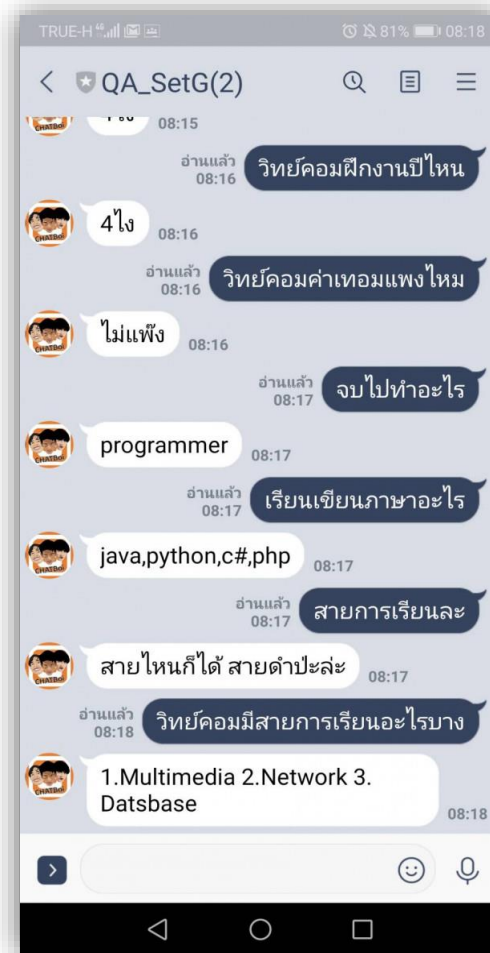 TRUE-H 81% 08:18
QA_SetG(2)
08:15
อ่านแล้ว
08:16
วิทย์คอมฝึกงานปีไหน
4ไง
08:16
อ่านแล้ว
08:16
วิทย์คอมค่าเทอมแพงไหม
ไม่แพ๊ง
08:16
อ่านแล้ว
08:17
จบไปทำอะไร
programmer
08:17
อ่านแล้ว
08:17
เรียนเขียนภาษาอะไร
java,python,c#,php
08:17
อ่านแล้ว
08:17
สายการเรียนละ
สายไหนก็ได้ สายดำป่ะล่ะ
08:17
อ่านแล้ว
08:18
วิทย์คอมมีสายการเรียนอะไรบาง
1.Multimedia 2.Network 3.
Datsbase
08:18